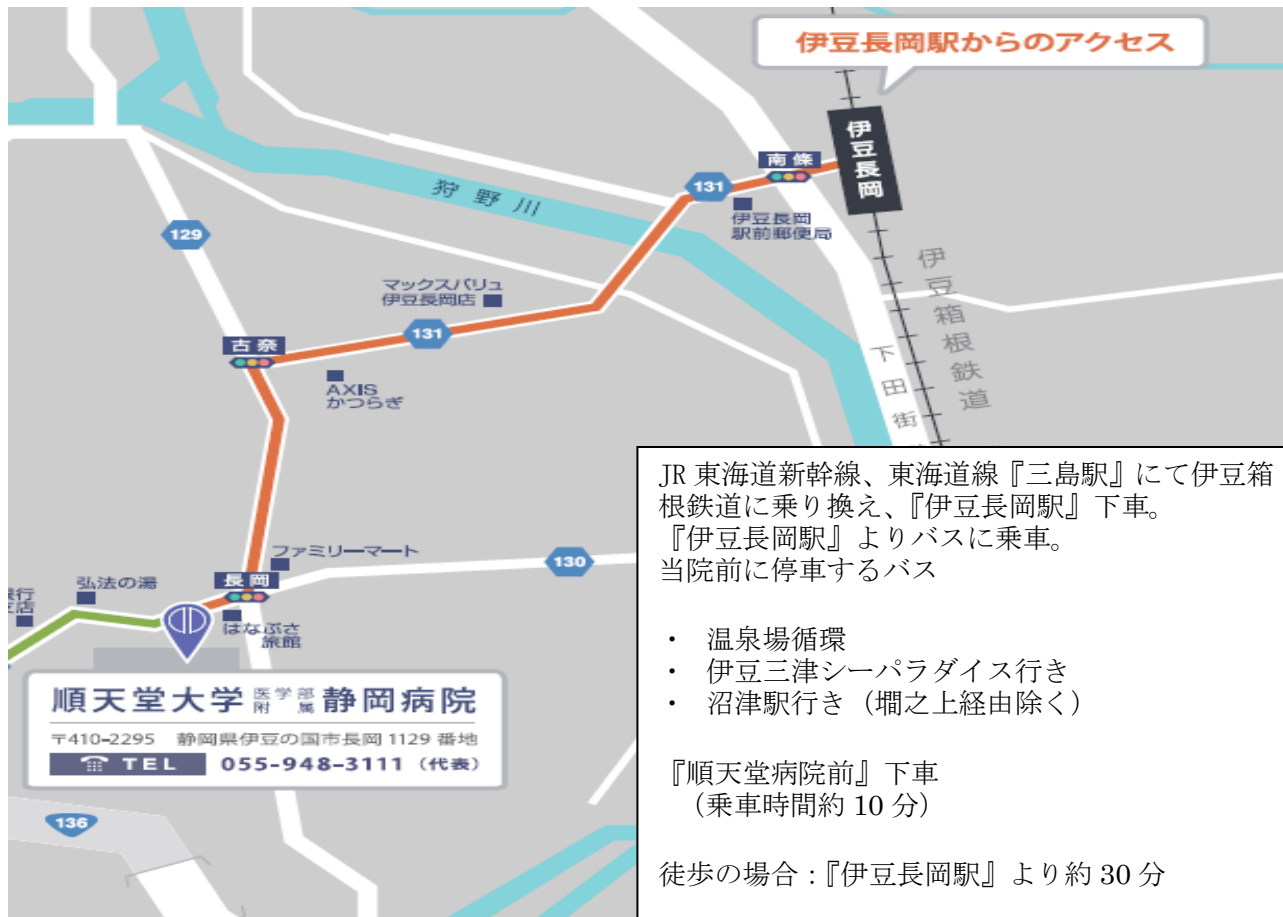 伊豆長岡駅からのアクセス
伊豆長岡
南條
131
伊豆長岡
駅前郵便局
狩野川
129
マックスバリュ
伊豆長岡店
131
古奈
AXIS
かつらぎ
伊豆箱根鉄道
下田街
ファミリーマート
130
長岡
弘法の湯
行
店
はなぶさ
旅館
順天堂大学 医学部附属 静岡病院
〒410-2295 静岡県伊豆の国市長岡 1129 番地
TEL 055-948-3111(代表)
136
JR 東海道新幹線、東海道線『三島駅』にて伊豆箱
根鉄道に乗り換え、『伊豆長岡駅』下車。
『伊豆長岡駅』よりバスに乗車。
当院前に停車するバス
・ 温泉場循環
・ 伊豆三津シーパラダイス行き
・ 沼津駅行き(墹之上経由除く)
『順天堂病院前』下車
(乗車時間約 10 分)
徒歩の場合:『伊豆長岡駅』より約 30 分